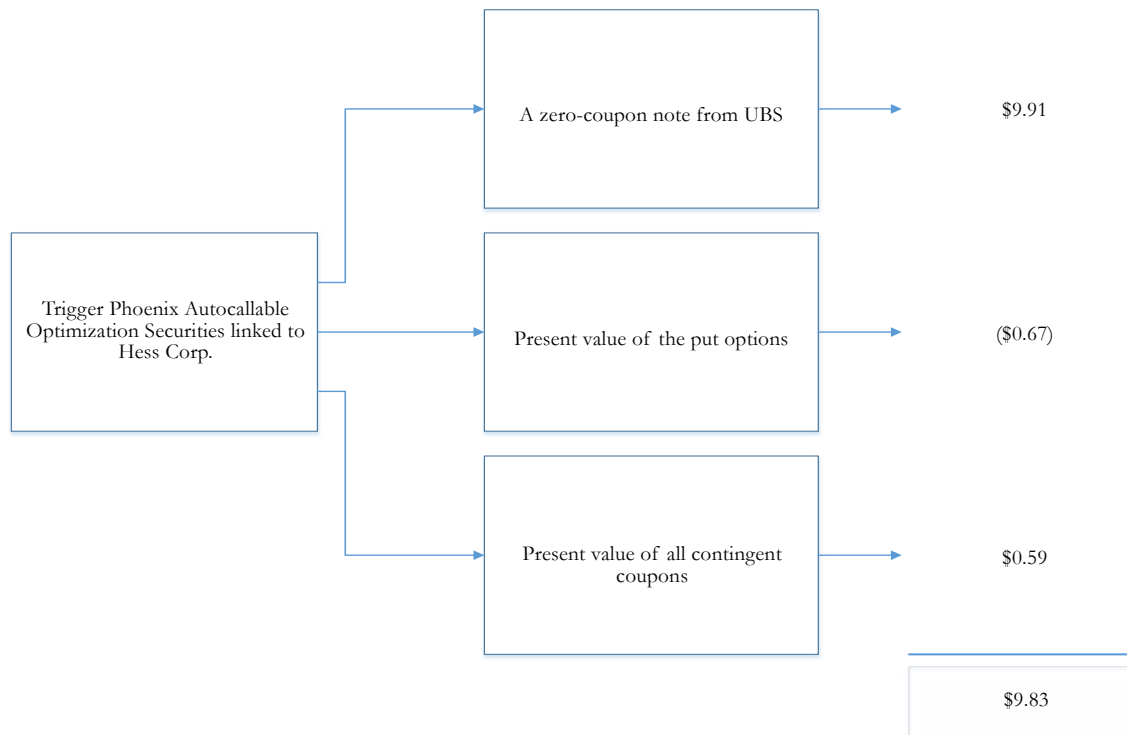 A zero-coupon note from UBS
$9.91
Trigger Phoenix Autocallable
Optimization Securities linked to
Hess Corp.
Present value of the put options
($0.67)
Present value of all contingent
coupons
$0.59
$9.83